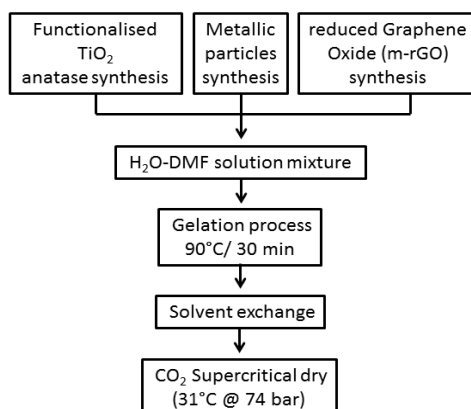 Functionalised
TiO₂
anatase synthesis
Metallic
particles
synthesis
reduced Graphene
Oxide (m-rGO)
synthesis
H₂O-DMF solution mixture
Gelation process
90°C/ 30 min
Solvent exchange
CO₂ Supercritical dry
(31°C @ 74 bar)